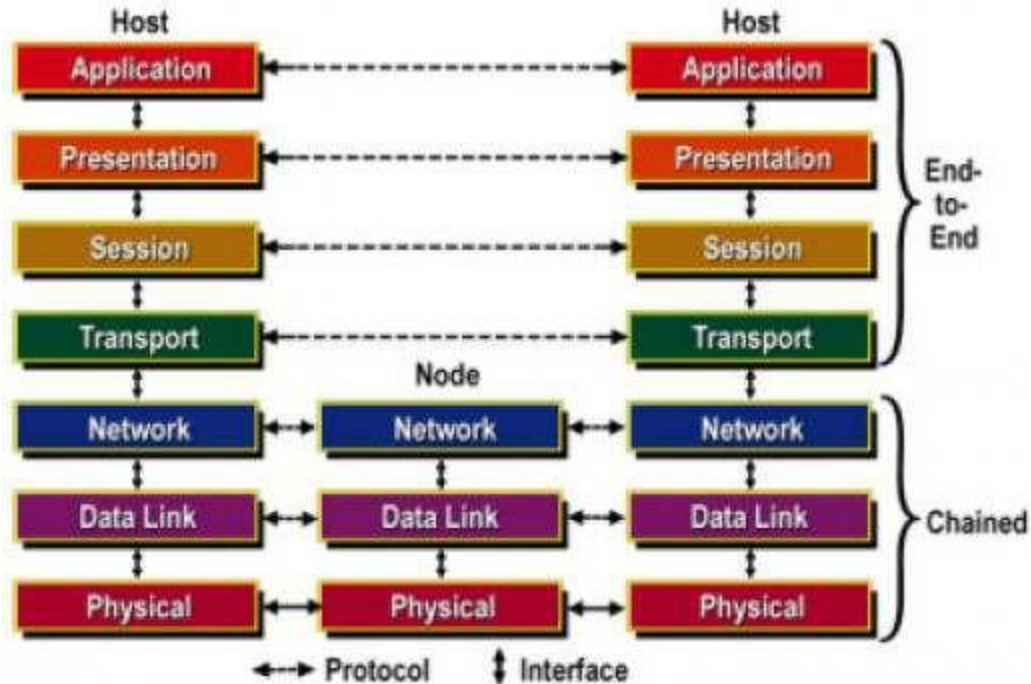 Host Host
Application Application
Presentation Presentation
Session Session
Transport Transport
End-
to-
End
Node
Network Network Network
Data Link Data Link Data Link
Physical Physical Physical
Chained
Protocol Interface